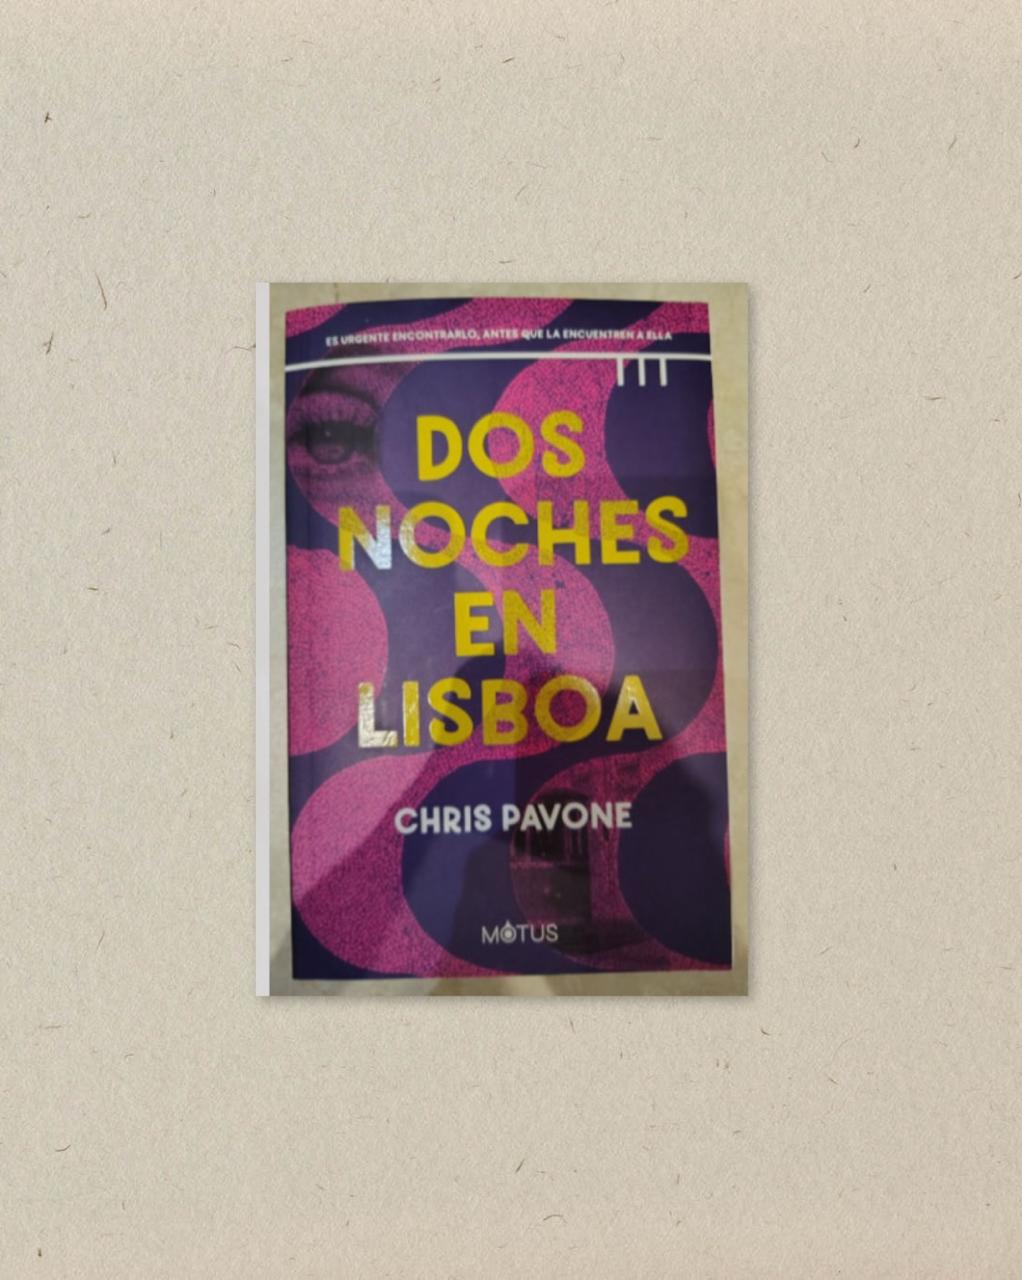 ES URGENTE ENCONTRARLO, ANTES QUE LA ENCUENTREN A ELLA
DOS
NOCHES
EN
LISBOA
CHRIS PAVONE
MOTUS